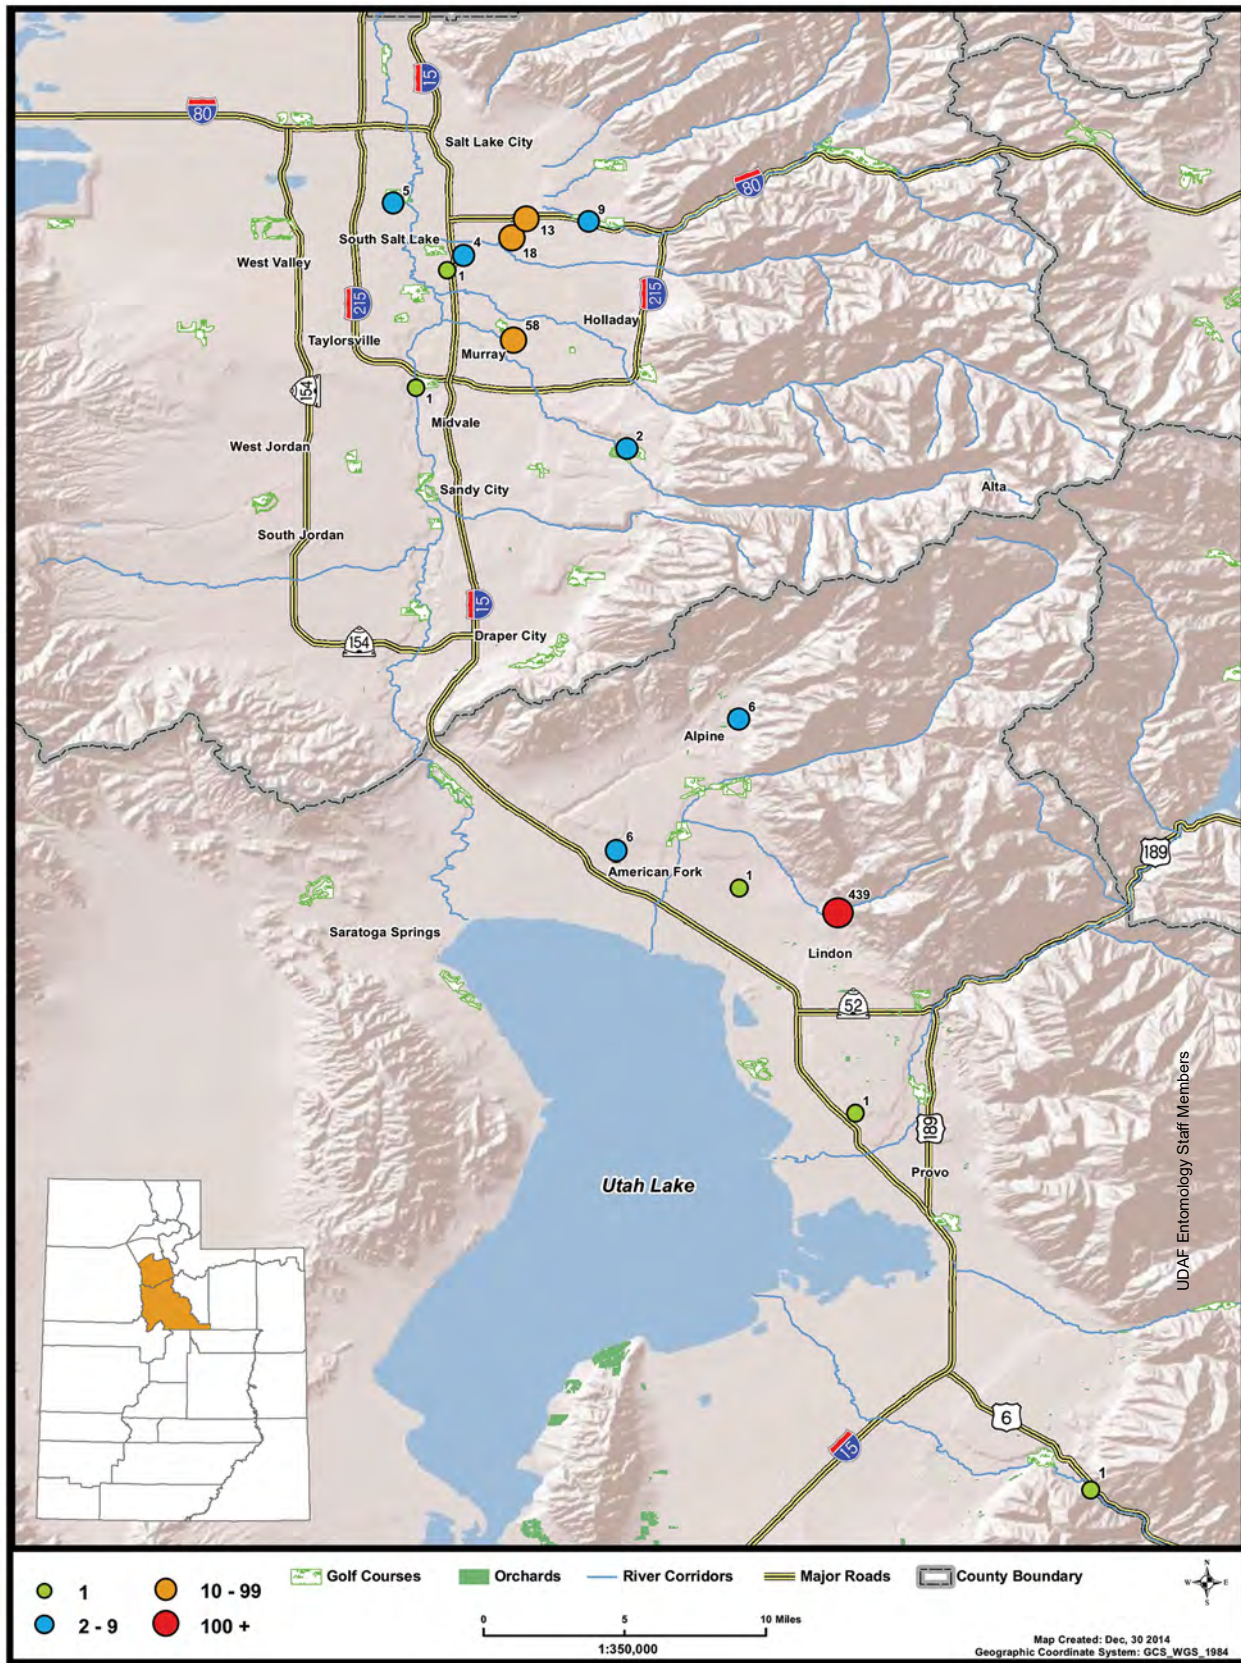 15
80
Salt Lake City
80
5
9
13
South Salt Lake
4
18
West Valley
1
215
215
Holladay
58
Taylorsville
Murray
154
1
Midvale
West Jordan
2
Sandy City
Alta
South Jordan
15
Draper City
154
6
Alpine
6
189
American Fork
1
439
Saratoga Springs
Lindon
52
UDAF Entomology Staff Members
1
189
Provo
Utah Lake
6
15
1
1
10 - 99
Golf Courses
Orchards
River Corridors
Major Roads
County Boundary
N
W
E
S
2 - 9
100 +
0
5
10 Miles
1:350,000
Map Created: Dec, 30 2014
Geographic Coordinate System: GCS_WGS_1984